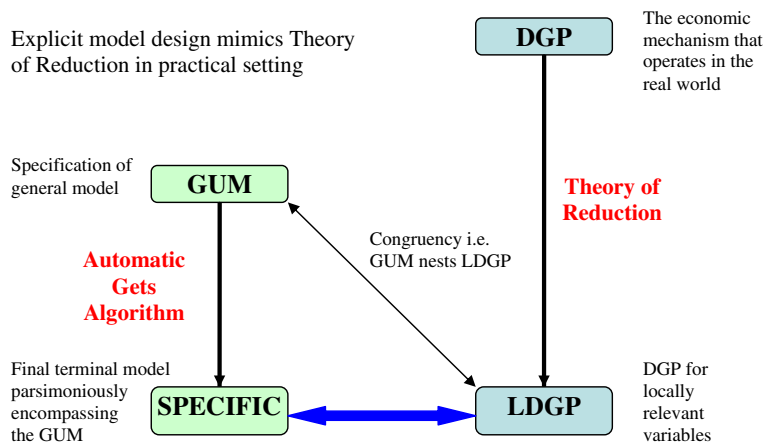 Explicit model design mimics Theory
of Reduction in practical setting
DGP
The economic
mechanism that
operates in the
real world
Specification of
general model
GUM
Theory of
Reduction
Congruency i.e.
GUM nests LDGP
Automatic
Gets
Algorithm
Final terminal model
parsimoniously
encompassing
the GUM
SPECIFIC
LDGP
DGP for
locally
relevant
variables